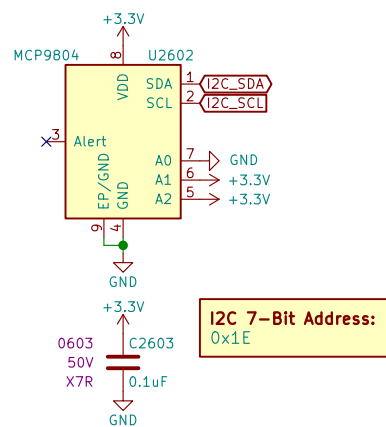 +3.3V
MCP9804 U2602
8
VDD
SDA 1 I2C_SDA
SCL 2 I2C_SCL
3 Alert
A0 7 GND
A1 6 +3.3V
A2 5 +3.3V
EP/GND GND
9 4
GND
+3.3V
0603 C2603
50V
X7R 0.1uF
GND
I2C 7-Bit Address:
0x1E